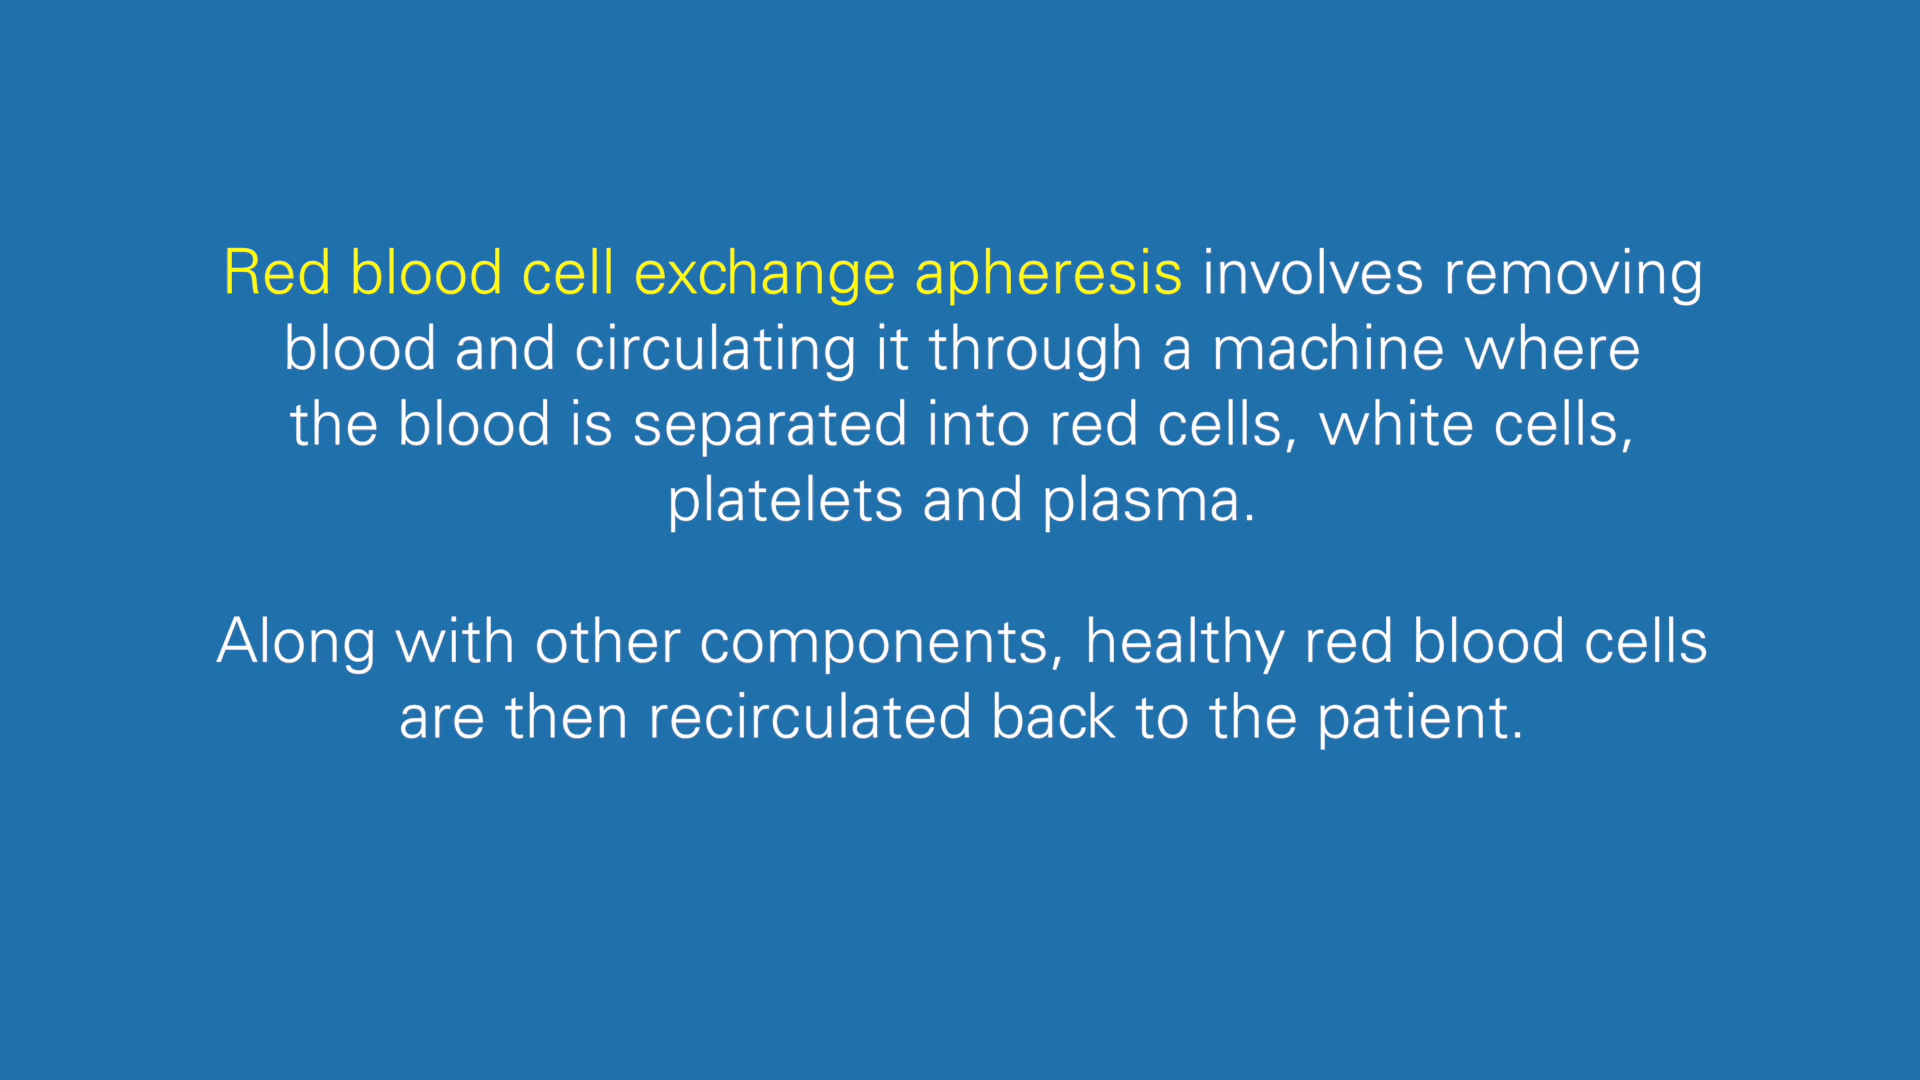 Red blood cell exchange apheresis involves removing
blood and circulating it through a machine where
the blood is separated into red cells, white cells,
platelets and plasma.
Along with other components, healthy red blood cells
are then recirculated back to the patient.